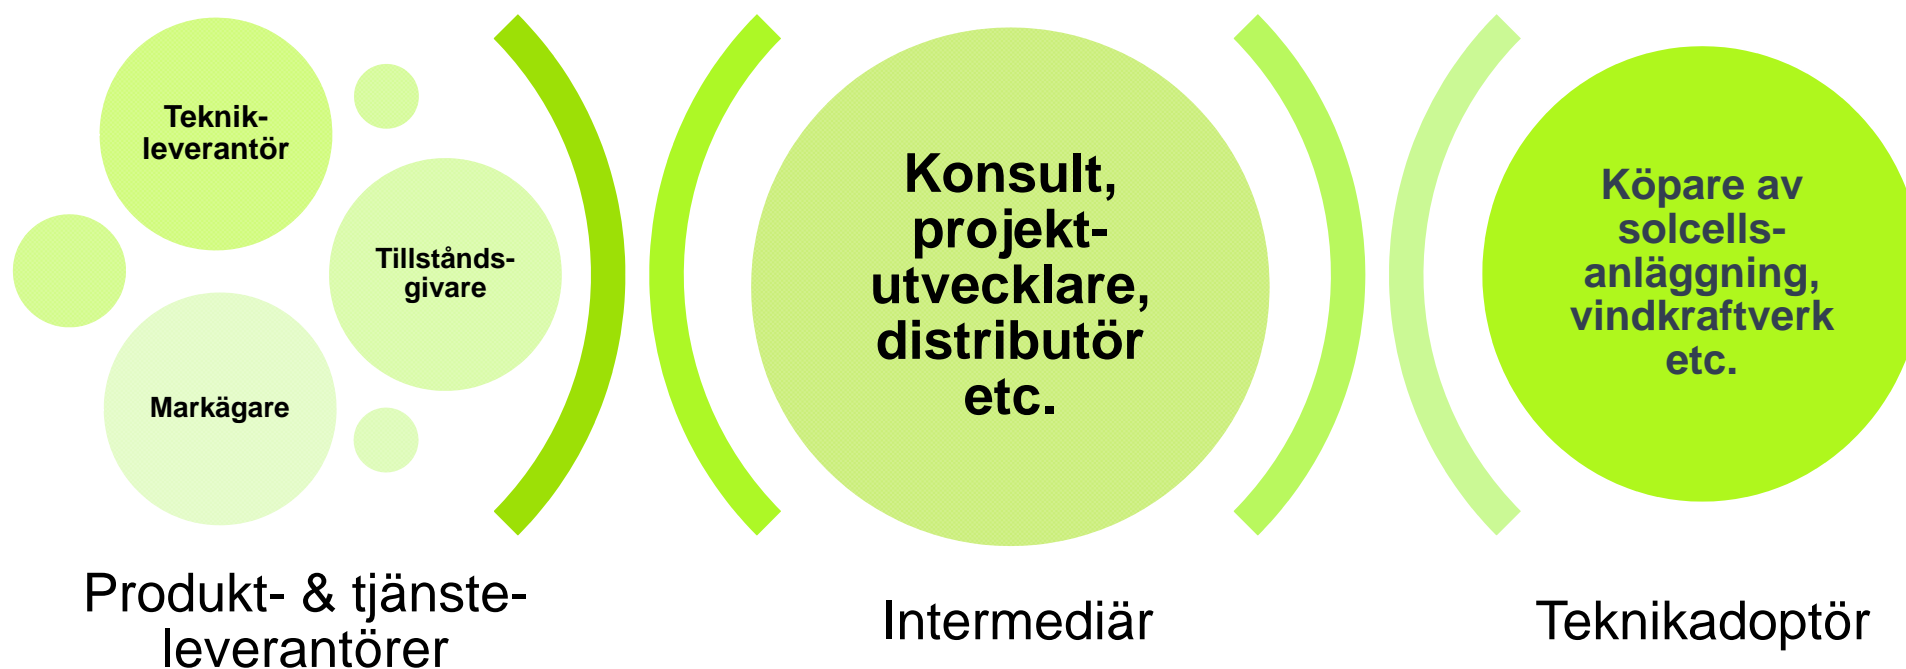 Teknik-
leverantör
Tillstånds-
givare
Markägare
Produkt- & tjänste-
leverantörer
Konsult,
projekt-
utvecklare,
distributör
etc.
Intermediär
Köpare av
solcells-
anläggning,
vindkraftverk
etc.
Teknikadoptör